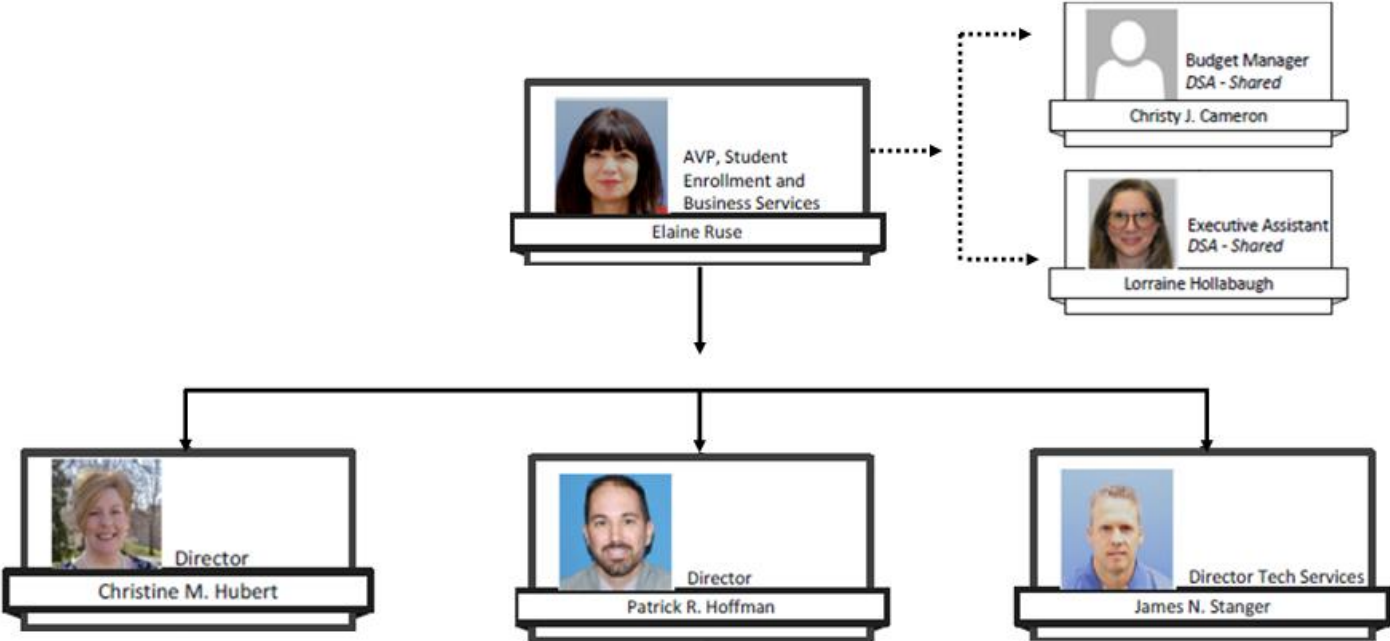 Budget Manager
DSA - Shared
Christy J. Cameron
AVP, Student
Enrollment and
Business Services
Elaine Ruse
Executive Assistant
DSA - Shared
Lorraine Hollabaugh
Director
Christine M. Hubert
Director
Patrick R. Hoffman
Director Tech Services
James N. Stanger